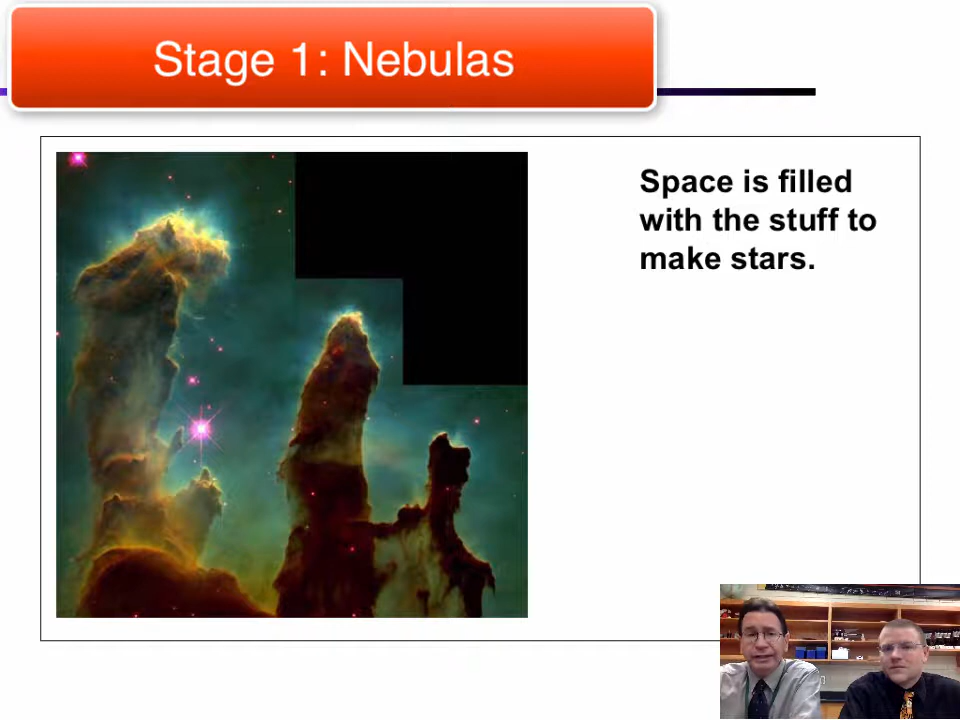 Stage 1: Nebulas
Space is filled
with the stuff to
make stars.